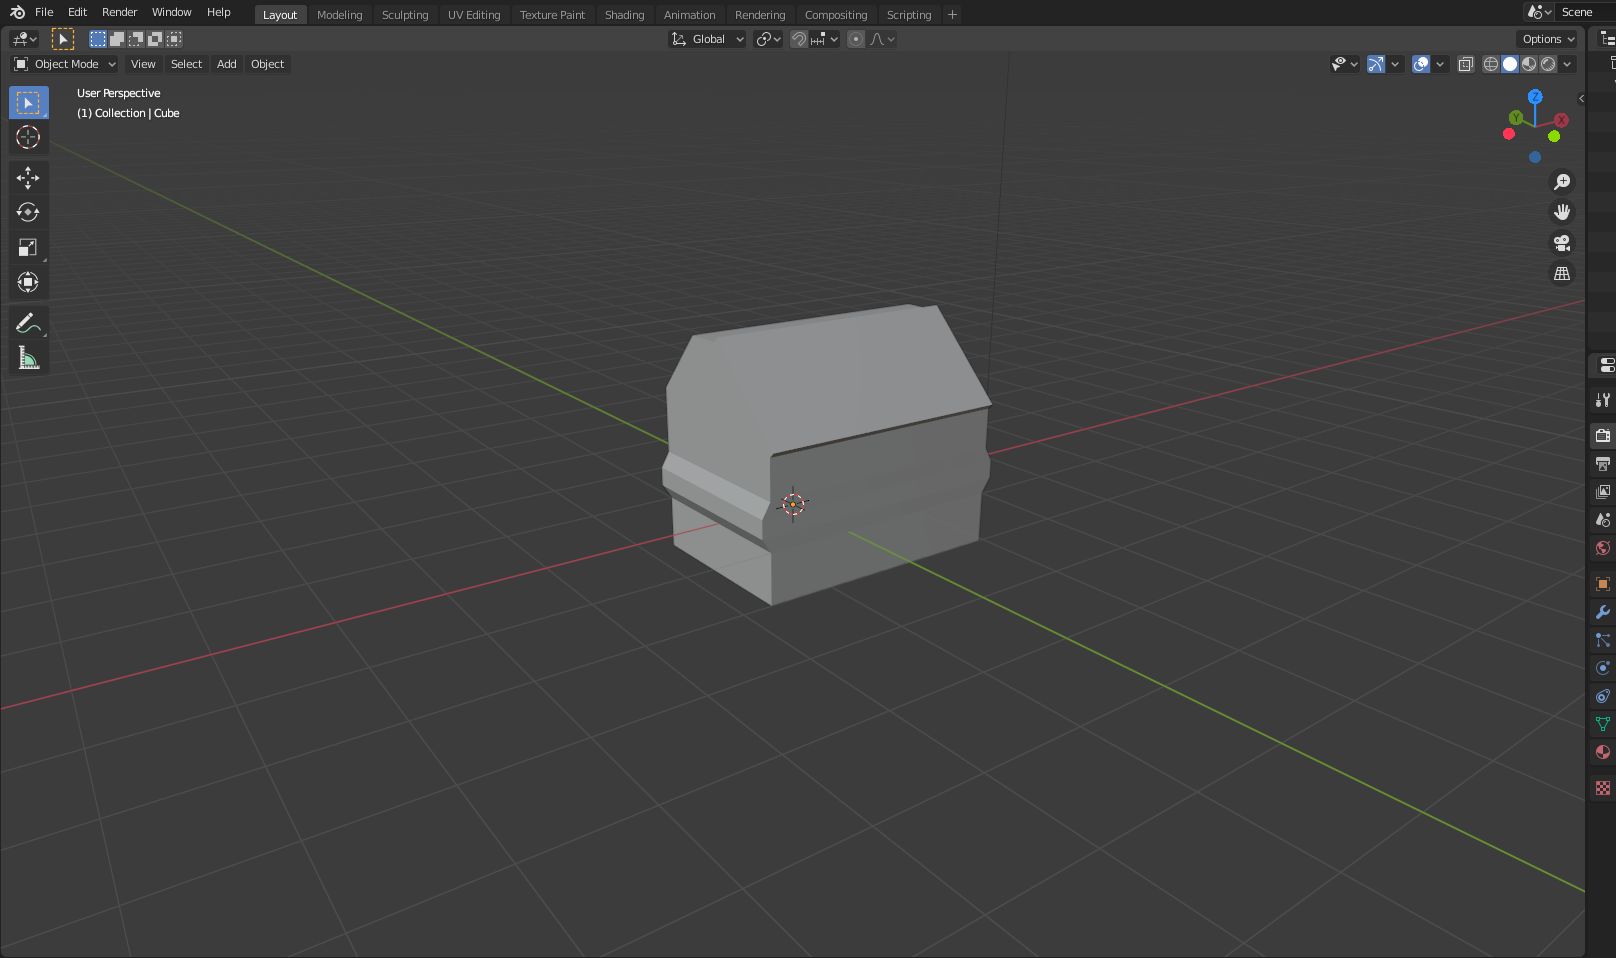 File Edit Render Window Help Layout Modeling Sculpting UV Editing Texture Paint Shading Animation Rendering Compositing Scripting + Scene
Global Options
Object Mode View Select Add Object
User Perspective
(1) Collection | Cube
Z
Y X